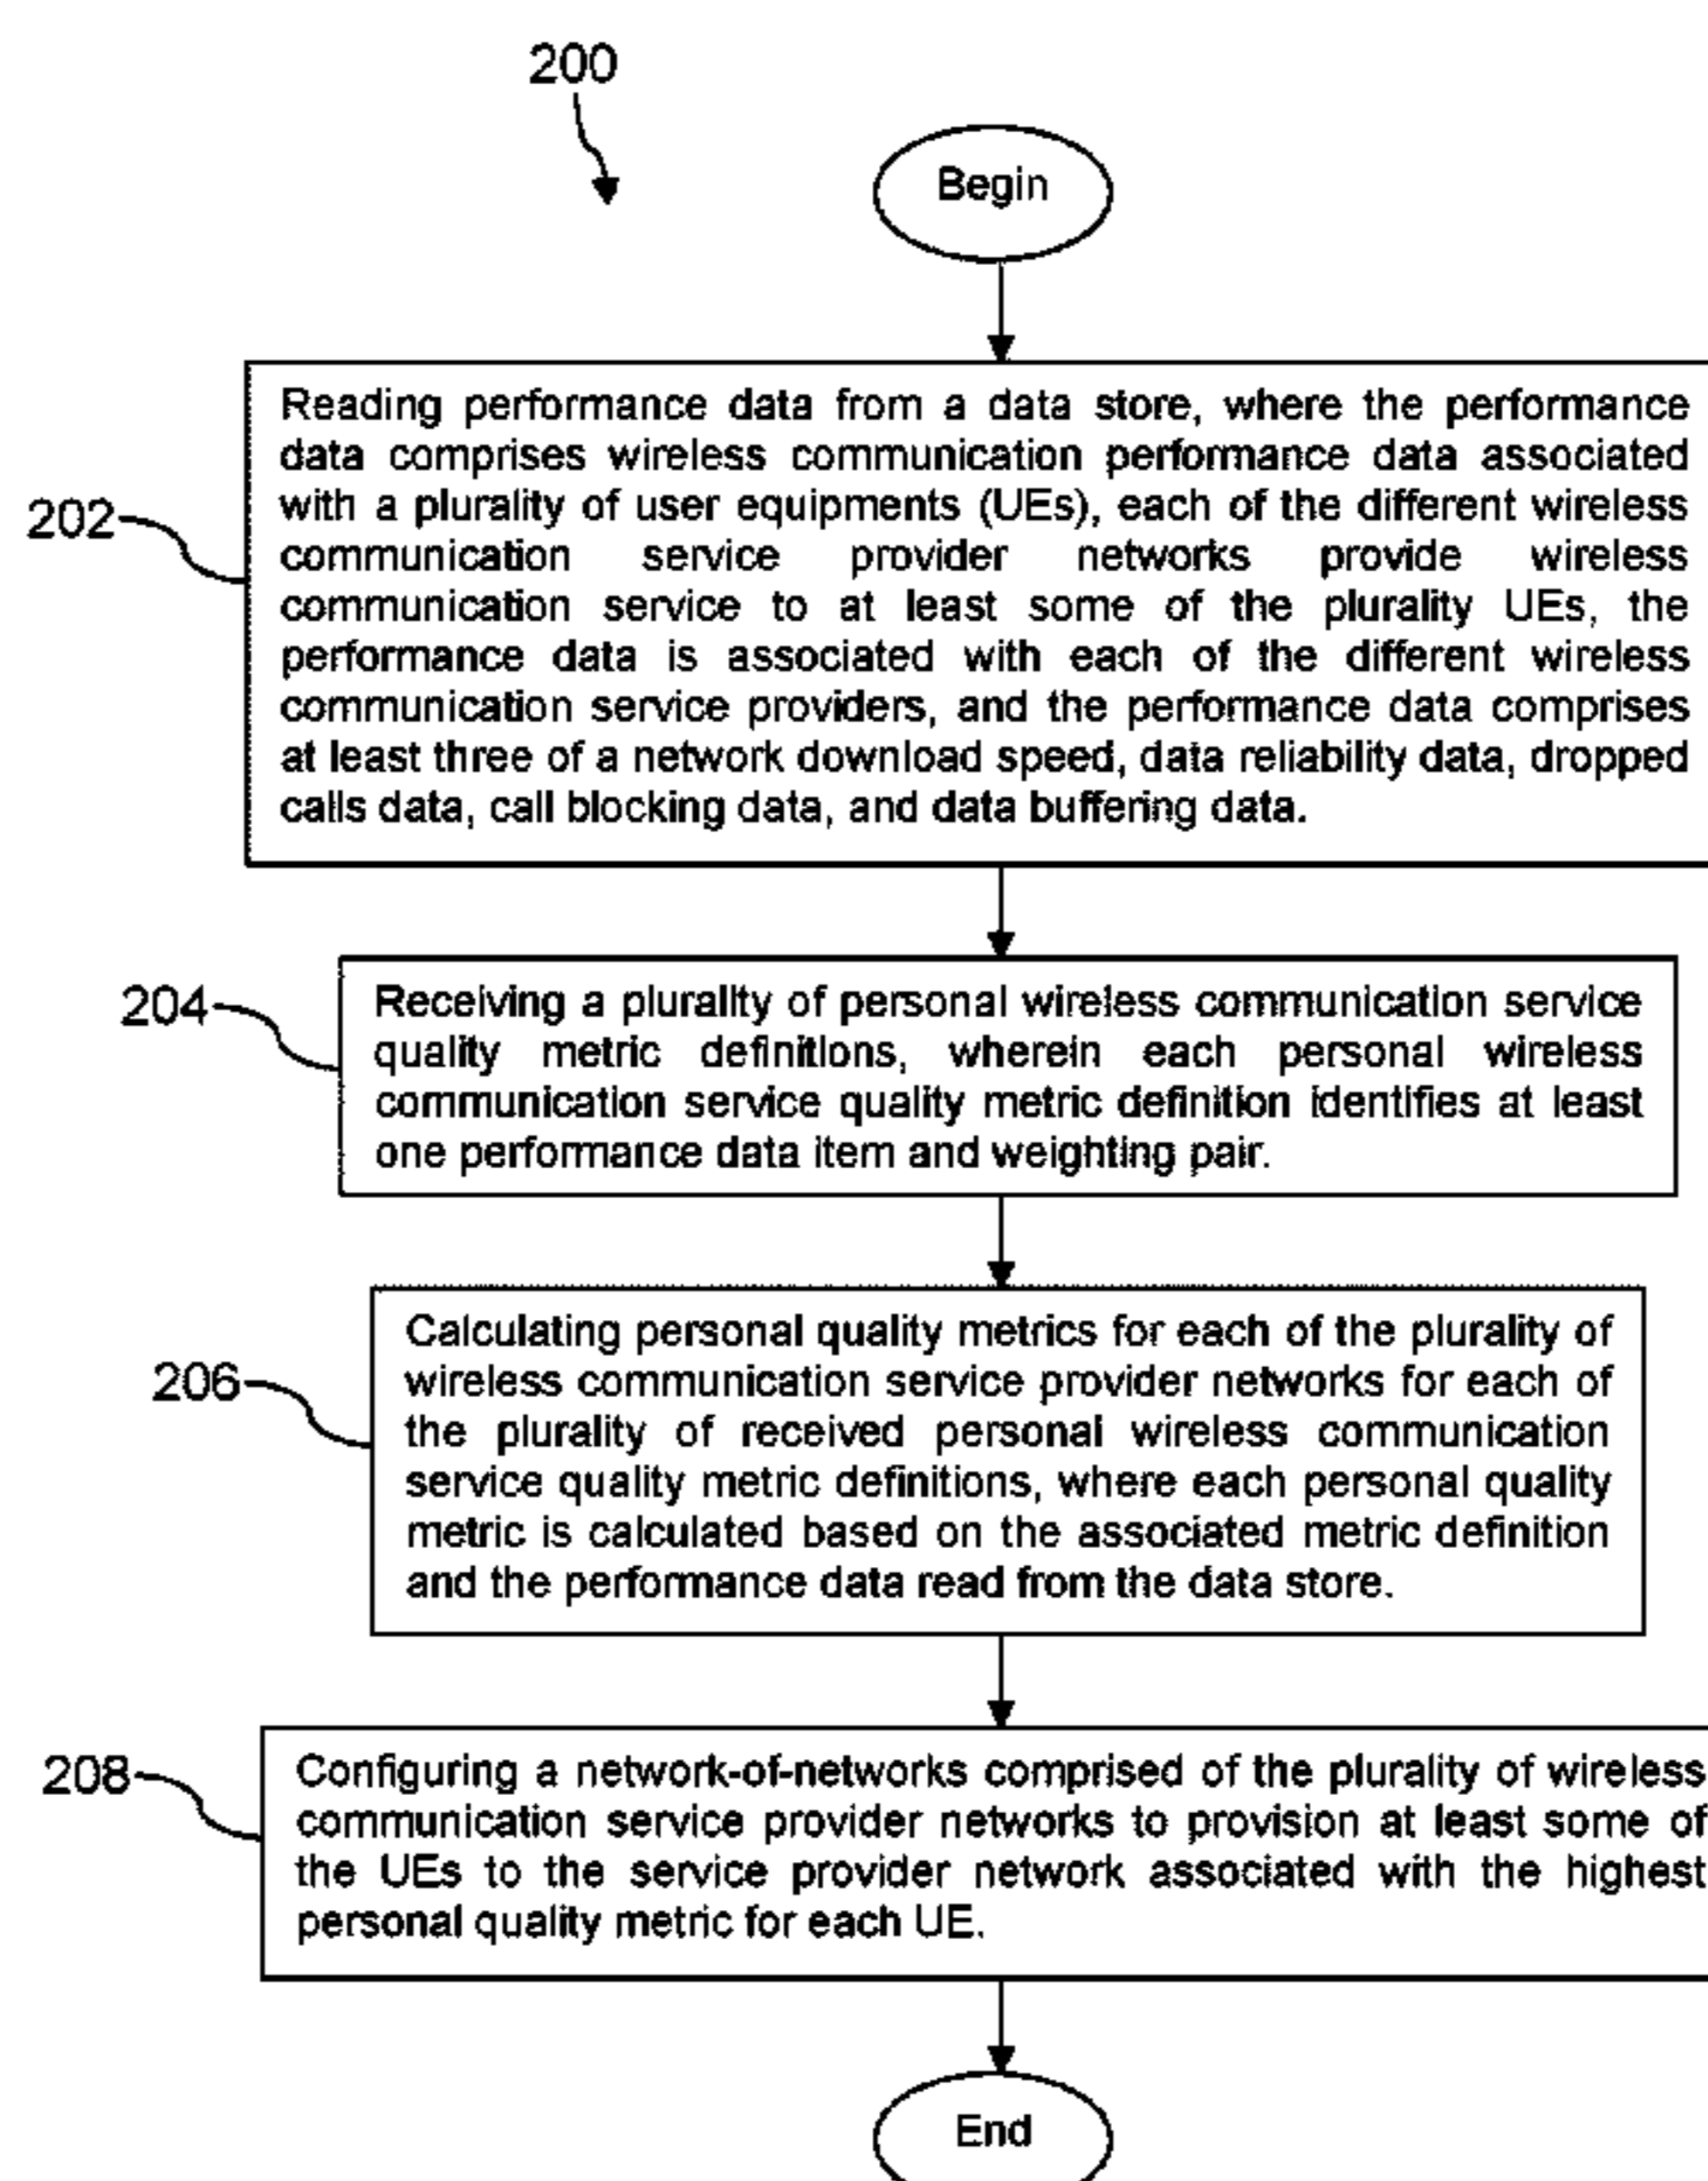 200
Begin
202
Reading performance data from a data store, where the performance
data comprises wireless communication performance data associated
with a plurality of user equipments (UEs), each of the different wireless
communication service provider networks provide wireless
communication service to at least some of the plurality UEs, the
performance data is associated with each of the different wireless
communication service providers, and the performance data comprises
at least three of a network download speed, data reliability data, dropped
calls data, call blocking data, and data buffering data.
204
Receiving a plurality of personal wireless communication service
quality metric definitions, wherein each personal wireless
communication service quality metric definition identifies at least
one performance data item and weighting pair.
206
Calculating personal quality metrics for each of the plurality of
wireless communication service provider networks for each of
the plurality of received personal wireless communication
service quality metric definitions, where each personal quality
metric is calculated based on the associated metric definition
and the performance data read from the data store.
208
Configuring a network-of-networks comprised of the plurality of wireless
communication service provider networks to provision at least some of
the UEs to the service provider network associated with the highest
personal quality metric for each UE.
End